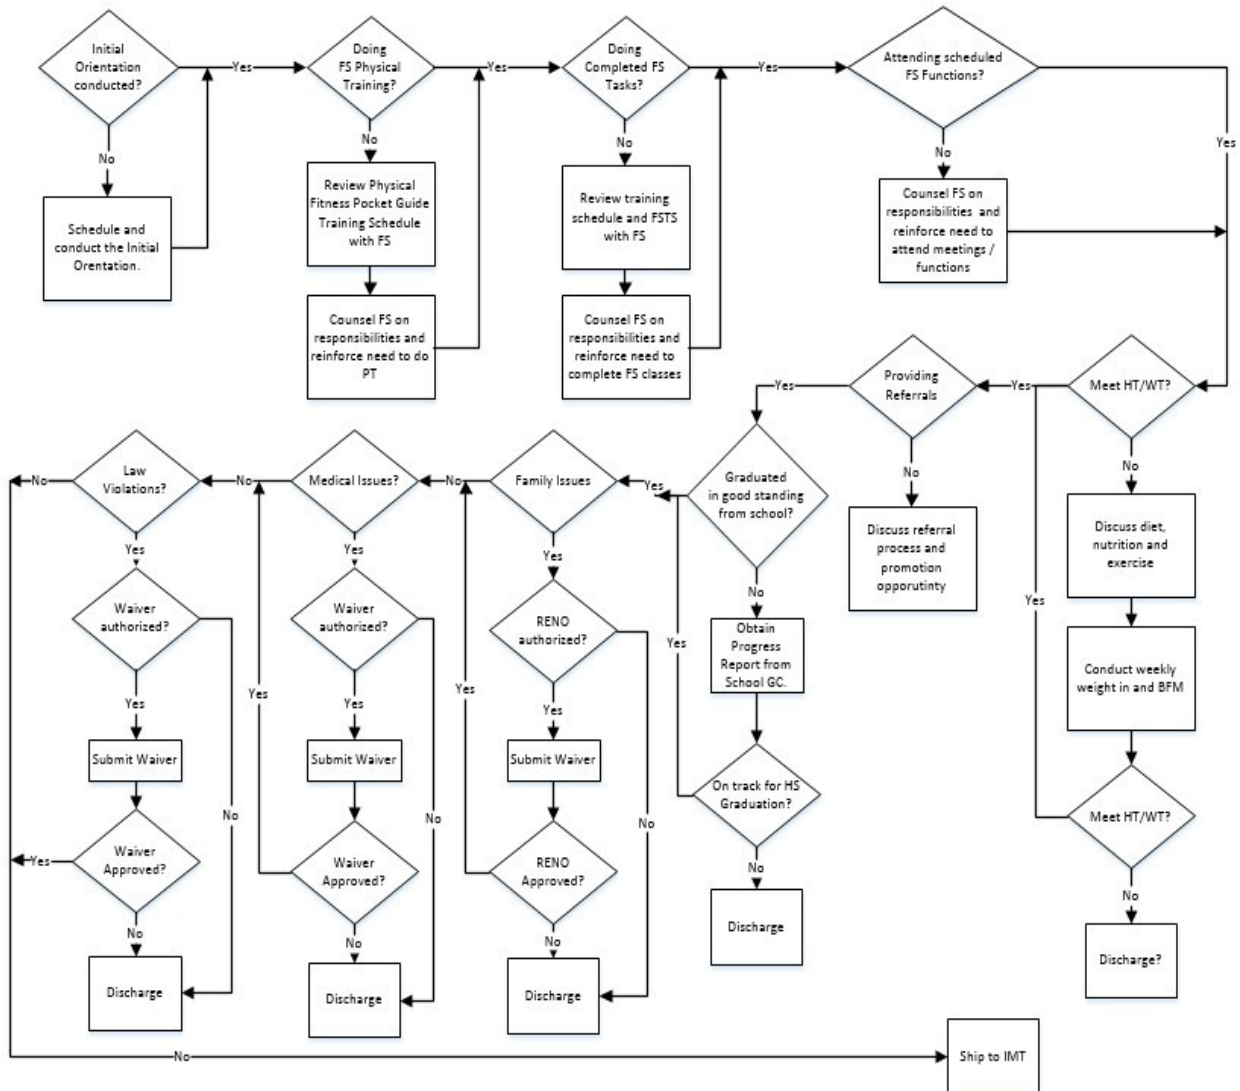 Initial
Orientation
conducted?
Yes
No
Schedule and
conduct the Initial
Orentation.
Doing
FS Physical
Training?
Yes
No
Review Physical
Fitness Pocket Guide
Training Schedule
with FS
Counsel FS on
responsibilities and
reinforce need to do
PT
Doing
Completed FS
Tasks?
Yes
No
Review training
schedule and FSTS
with FS
Counsel FS on
responsibilities and
reinforce need to
complete FS classes
Attending scheduled
FS Functions?
Yes
No
Counsel FS on
responsibilities and
reinforce need to
attend meetings /
functions
Meet HT/WT?
Yes
No
Discuss diet,
nutrition and
exercise
Conduct weekly
weight in and BFM
Meet HT/WT?
Yes
No
Discharge?
Providing
Referrals
Yes
No
Discuss referral
process and
promotion
opporutinty
Graduated
in good standing
from school?
Yes
No
Obtain
Progress
Report from
School GC.
On track for HS
Graduation?
Yes
No
Discharge
Family Issues
No
Yes
RENO
authorized?
Yes
No
Submit Waiver
RENO
Approved?
Yes
No
Discharge
Medical Issues?
No
Yes
Waiver
authorized?
Yes
No
Submit Waiver
Waiver
Approved?
Yes
No
Discharge
Law
Violations?
No
Yes
Waiver
authorized?
Yes
No
Submit Waiver
Waiver
Approved?
Yes
No
Discharge
No
Ship to IMT